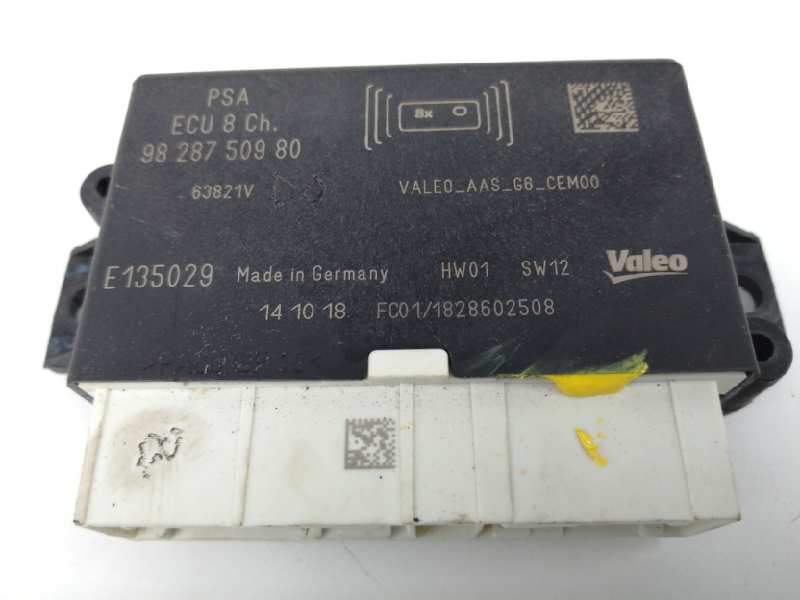 PSA
ECU 8 Ch.
98 287 509 80
8x
63821V
VALEO_AAS_G6_CEM00
E135029 Made in Germany HW01 SW12 Valeo
14 10 18 FC01/1828602508